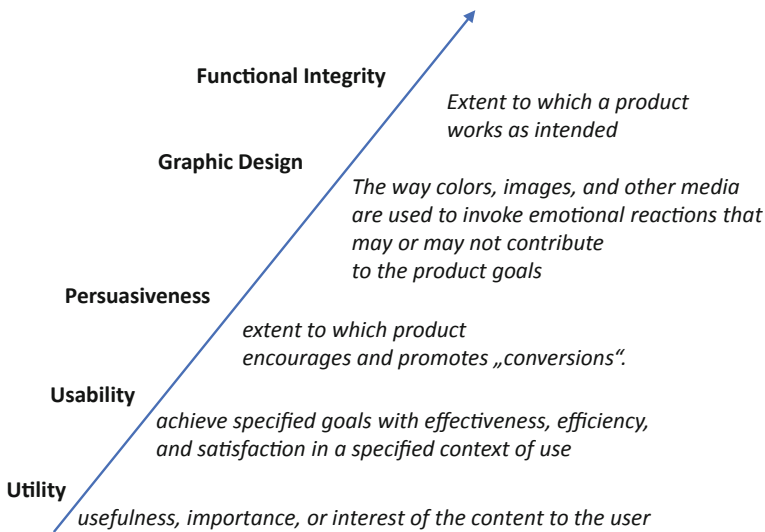 Functional Integrity
Extent to which a product
works as intended
Graphic Design
The way colors, images, and other media
are used to invoke emotional reactions that
may or may not contribute
to the product goals
Persuasiveness
extent to which product
encourages and promotes „conversions“.
Usability
achieve specified goals with effectiveness, efficiency,
and satisfaction in a specified context of use
Utility
usefulness, importance, or interest of the content to the user